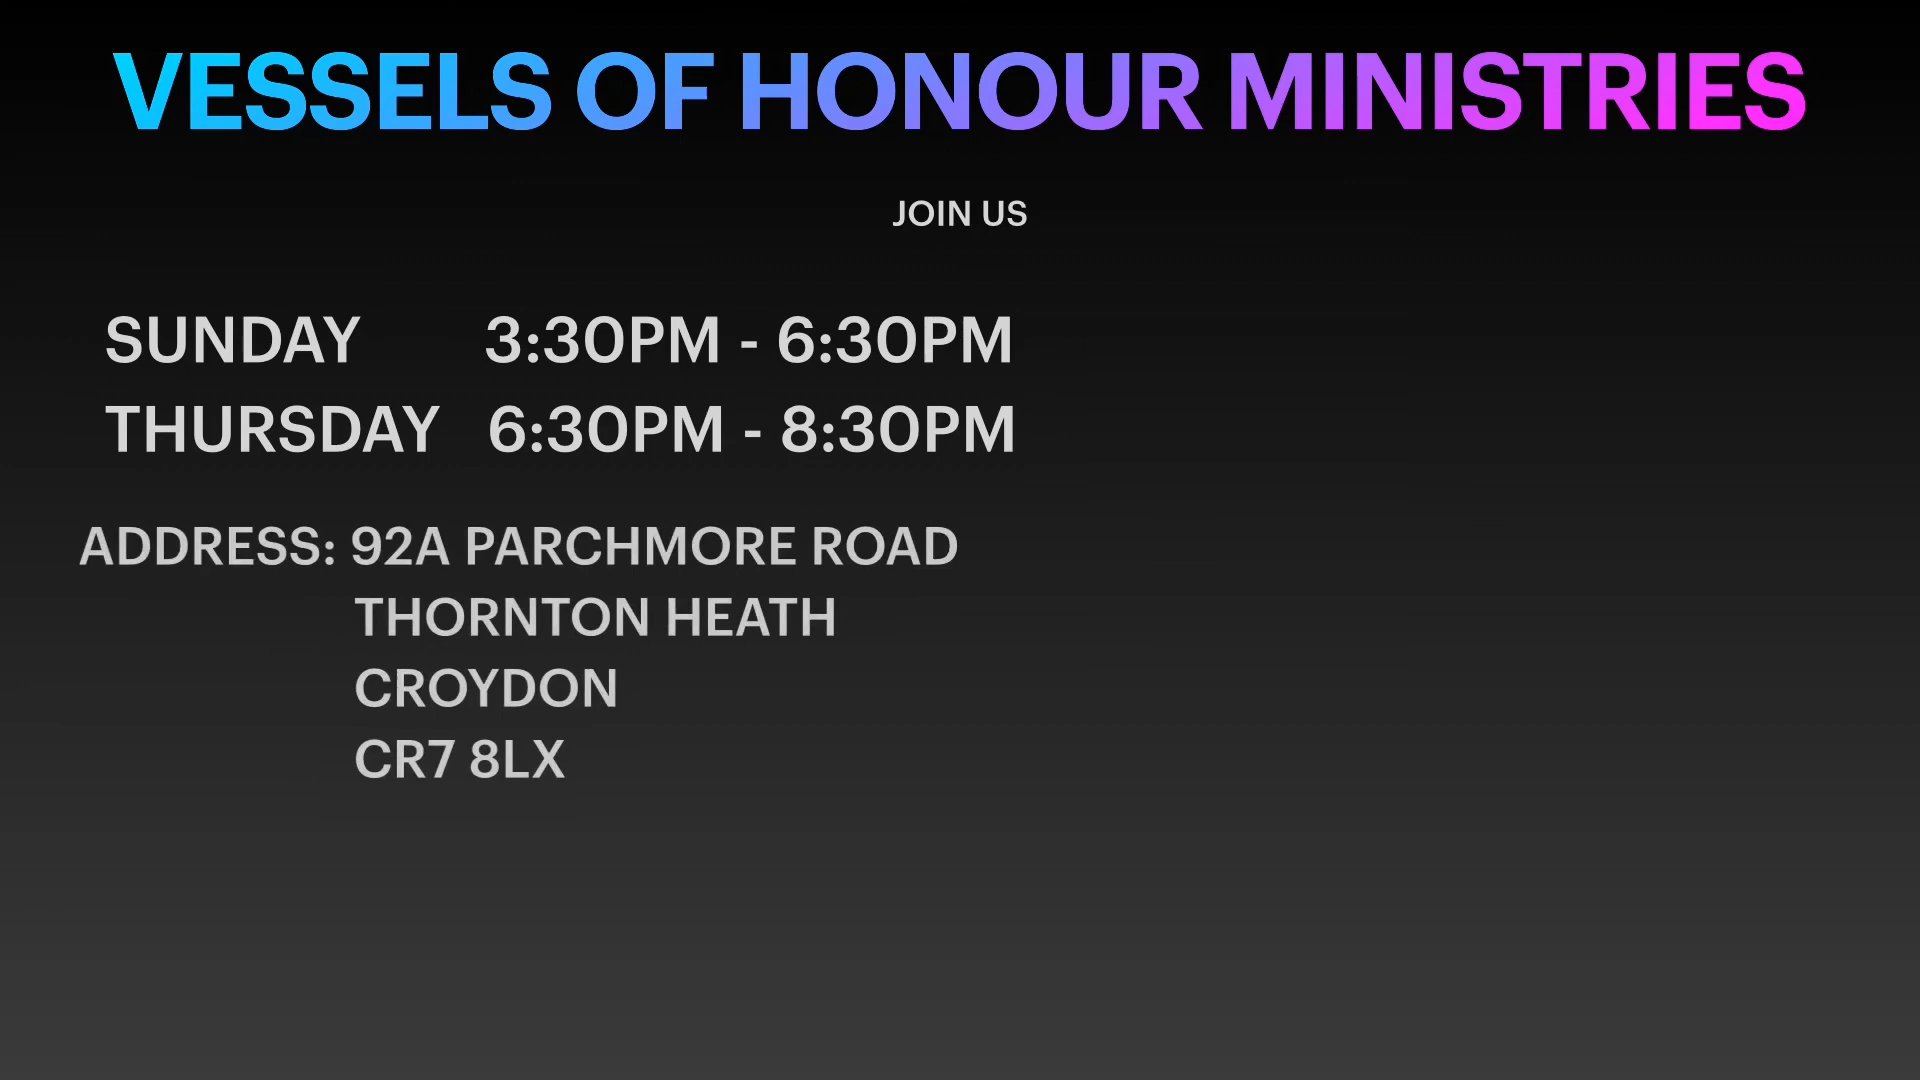 VESSELS OF HONOUR MINISTRIES
JOIN US
SUNDAY 3:30PM - 6:30PM
THURSDAY 6:30PM - 8:30PM
ADDRESS: 92A PARCHMORE ROAD
THORNTON HEATH
CROYDON
CR7 8LX